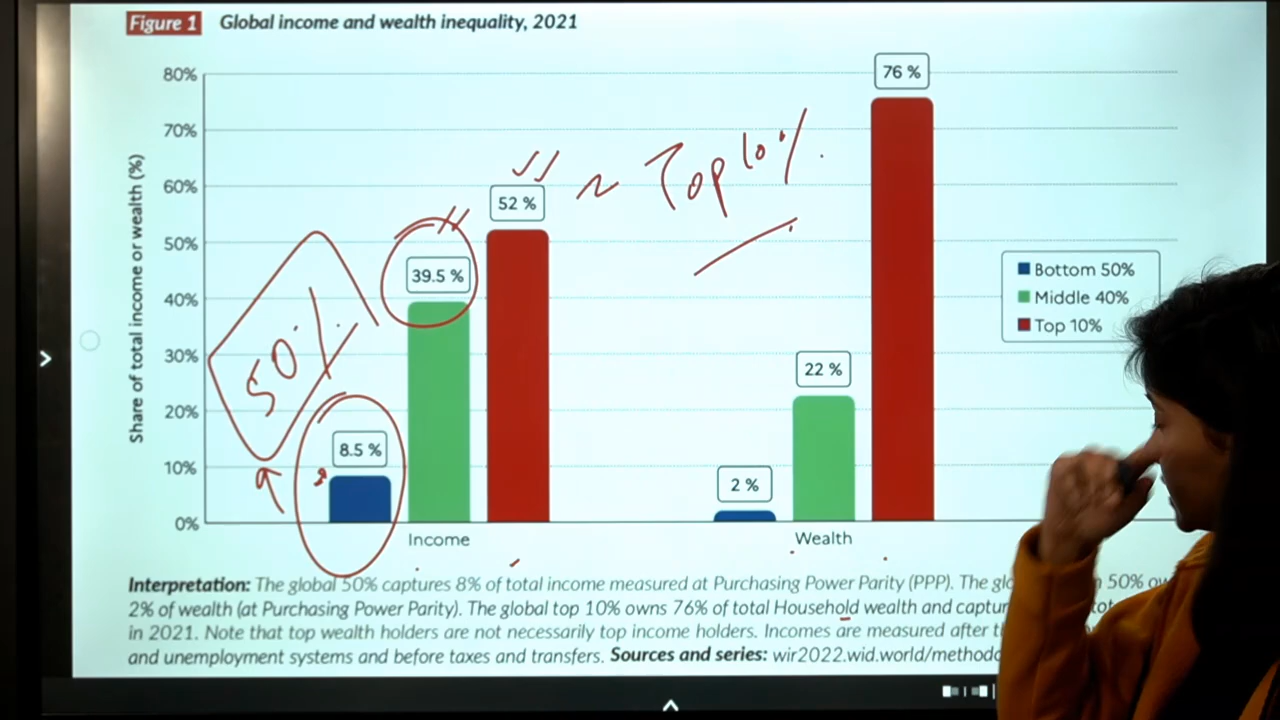 Figure 1 Global income and wealth inequality, 2021
Share of total income or wealth (%)
80%
70%
60%
50%
40%
30%
20%
10%
0%
8.5 %
39.5 %
52 %
2 %
22 %
76 %
Income
Wealth
Bottom 50%
Middle 40%
Top 10%
50%
Top 10%
Interpretation: The global 50% captures 8% of total income measured at Purchasing Power Parity (PPP). The 50%
2% of wealth (at Purchasing Power Parity). The global top 10% owns 76% of total Household wealth and
in 2021. Note that top wealth holders are not necessarily top income holders. Incomes are measured after
and unemployment systems and before taxes and transfers. Sources and series: wir2022.wid.world/